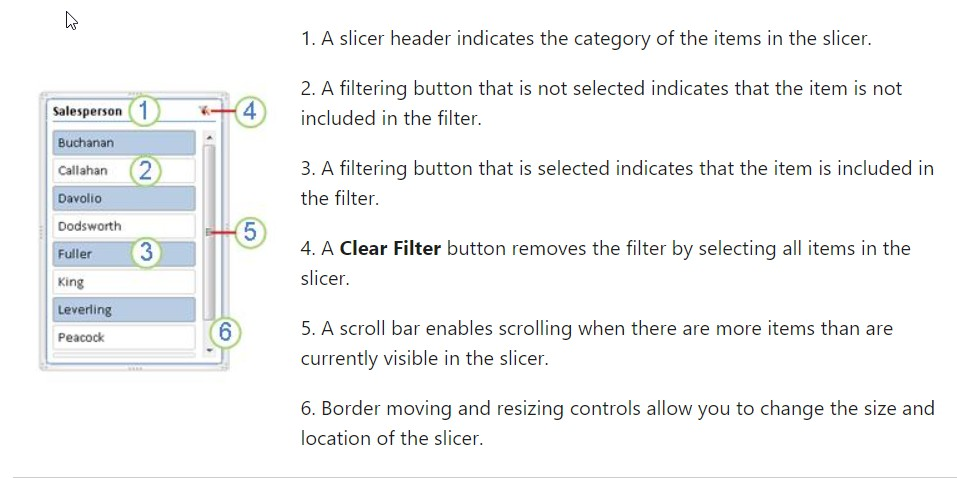 Salesperson 1 4
Buchanan
Callahan 2
Davolio
Dodsworth 5
Fuller 3
King
Leverling
Peacock 6
1. A slicer header indicates the category of the items in the slicer.
2. A filtering button that is not selected indicates that the item is not
included in the filter.
3. A filtering button that is selected indicates that the item is included in
the filter.
4. A Clear Filter button removes the filter by selecting all items in the
slicer.
5. A scroll bar enables scrolling when there are more items than are
currently visible in the slicer.
6. Border moving and resizing controls allow you to change the size and
location of the slicer.